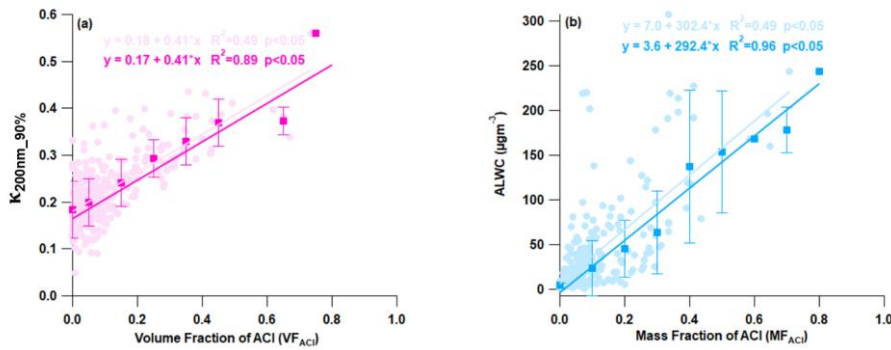 (a)
y = 0.18 + 0.41*x R²=0.49 p<0.05
y = 0.17 + 0.41*x R²=0.89 p<0.05
0.6
0.5
0.4
0.3
0.2
0.1
0.0
κ200nm_90%
0.0 0.2 0.4 0.6 0.8 1.0
Volume Fraction of ACI (VFACI)
(b)
y = 7.0 + 302.4*x R²=0.49 p<0.05
y = 3.6 + 292.4*x R²=0.96 p<0.05
300
250
200
150
100
50
0
ALWC (μgm⁻³)
0.0 0.2 0.4 0.6 0.8 1.0
Mass Fraction of ACI (MFACI)